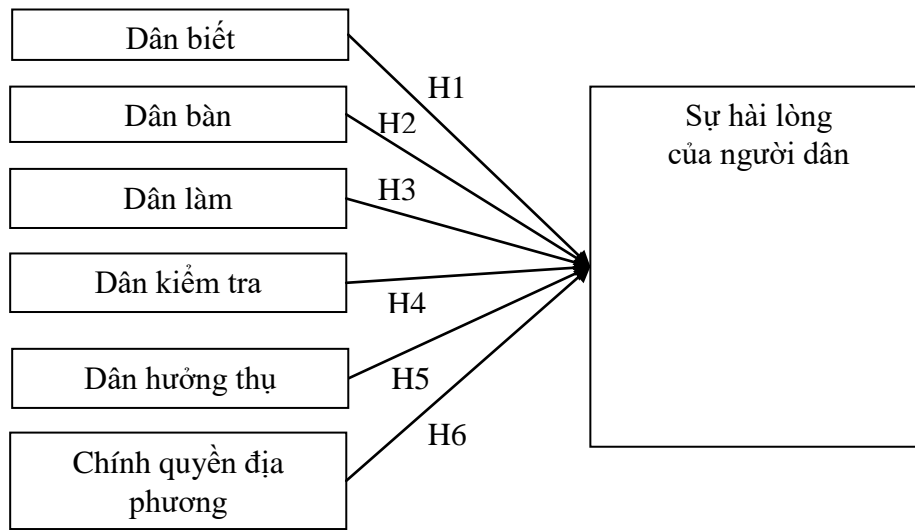 Dân biết
H1
Dân bàn
H2
Dân làm
H3
Dân kiểm tra
H4
Dân hưởng thụ
H5
Chính quyền địa
phương
H6
Sự hài lòng
của người dân